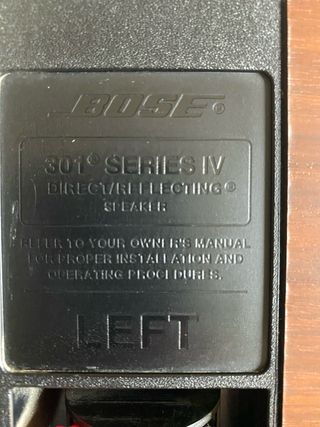 BOSE®
301® SERIES IV
DIRECT/REFLECTING®
SPEAKER
REFER TO YOUR OWNER'S MANUAL
FOR PROPER INSTALLATION AND
OPERATING PROCEDURES.
LEFT